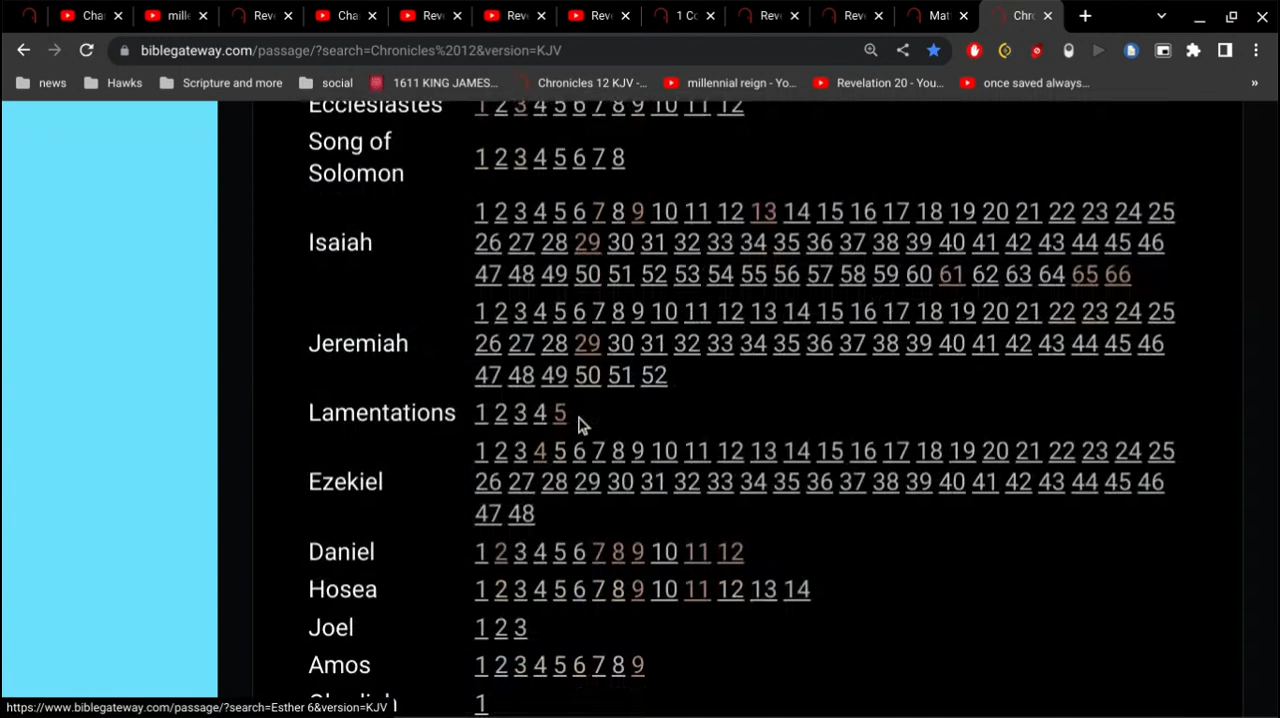 Cha
mille
Reve
Cha
Reve
Reve
Reve
1 Co
Reve
Reve
Mat
Chro
biblegateway.com/passage/?search=Chronicles%2012&version=KJV
news
Hawks
Scripture and more
social
1611 KING JAMES...
Chronicles 12 KJV -...
millennial reign - Yo...
Revelation 20 - You...
once saved always...
»
Ecclesiastes 1 2 3 4 5 6 7 8 9 10 11 12
Song of
Solomon 1 2 3 4 5 6 7 8
1 2 3 4 5 6 7 8 9 10 11 12 13 14 15 16 17 18 19 20 21 22 23 24 25
Isaiah 26 27 28 29 30 31 32 33 34 35 36 37 38 39 40 41 42 43 44 45 46
47 48 49 50 51 52 53 54 55 56 57 58 59 60 61 62 63 64 65 66
1 2 3 4 5 6 7 8 9 10 11 12 13 14 15 16 17 18 19 20 21 22 23 24 25
Jeremiah 26 27 28 29 30 31 32 33 34 35 36 37 38 39 40 41 42 43 44 45 46
47 48 49 50 51 52
Lamentations 1 2 3 4 5
1 2 3 4 5 6 7 8 9 10 11 12 13 14 15 16 17 18 19 20 21 22 23 24 25
Ezekiel 26 27 28 29 30 31 32 33 34 35 36 37 38 39 40 41 42 43 44 45 46
47 48
Daniel 1 2 3 4 5 6 7 8 9 10 11 12
Hosea 1 2 3 4 5 6 7 8 9 10 11 12 13 14
Joel 1 2 3
Amos 1 2 3 4 5 6 7 8 9
1
https://www.biblegateway.com/passage/?search=Esther 6&version=KJV